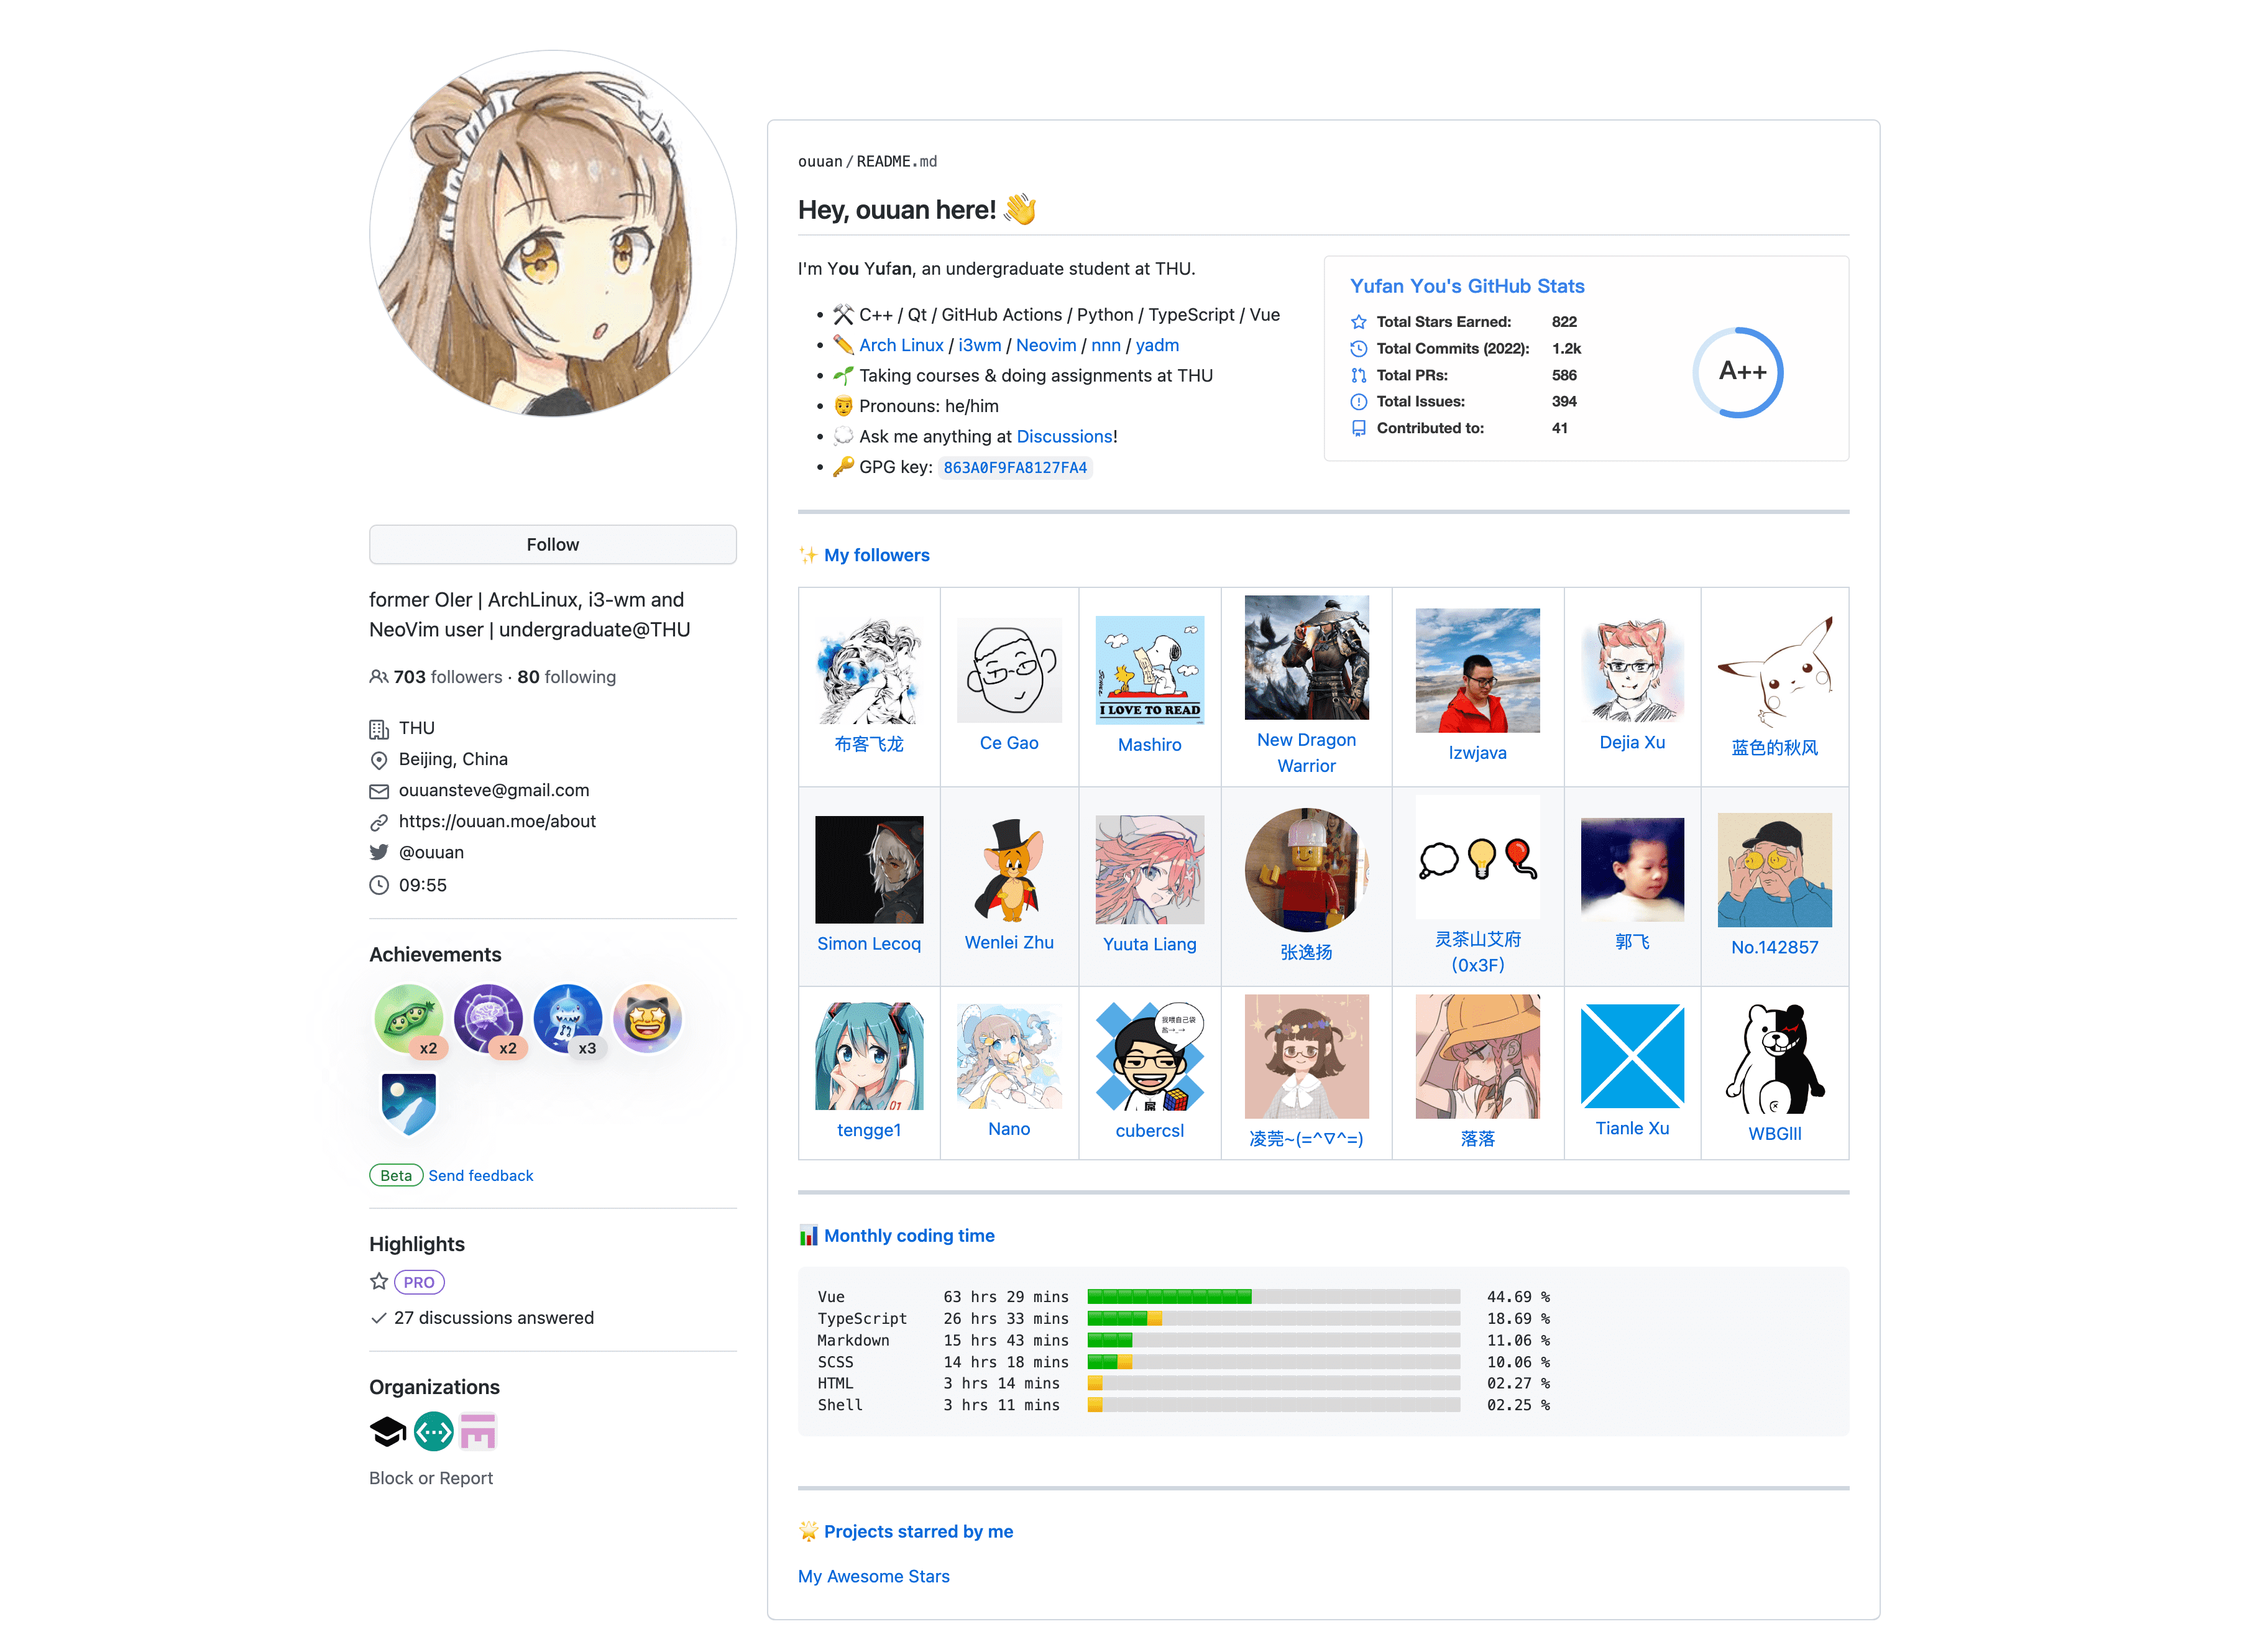 Follow
former OIer | ArchLinux, i3-wm and
NeoVim user | undergraduate@THU
703 followers · 80 following
THU
Beijing, China
ouuansteve@gmail.com
https://ouuan.moe/about
@ouuan
09:55
Achievements
x2
x2
x3
Beta Send feedback
Highlights
PRO
27 discussions answered
Organizations
Block or Report
ouuan/README.md
Hey, ouuan here! 👋
I'm You Yufan, an undergraduate student at THU.
C++ / Qt / GitHub Actions / Python / TypeScript / Vue
Arch Linux / i3wm / Neovim / nnn / yadm
Taking courses & doing assignments at THU
Pronouns: he/him
Ask me anything at Discussions!
GPG key: 863A0F9FA8127FA4
Yufan You's GitHub Stats
Total Stars Earned: 822
Total Commits (2022): 1.2k
Total PRs: 586
Total Issues: 394
Contributed to: 41
A++
✨ My followers
I LOVE TO READ
布客飞龙
Ce Gao
Mashiro
New Dragon
Warrior
lzwjava
Dejia Xu
蓝色的秋风
Simon Lecoq
Wenlei Zhu
Yuuta Liang
张逸扬
灵茶山艾府
(0x3F)
郭飞
No.142857
01
tengge1
Nano
cubercsl
凌莞~(=^▽^=)
落落
Tianle Xu
WBGlIl
📊 Monthly coding time
Vue 63 hrs 29 mins 44.69 %
TypeScript 26 hrs 33 mins 18.69 %
Markdown 15 hrs 43 mins 11.06 %
SCSS 14 hrs 18 mins 10.06 %
HTML 3 hrs 14 mins 02.27 %
Shell 3 hrs 11 mins 02.25 %
🌟 Projects starred by me
My Awesome Stars